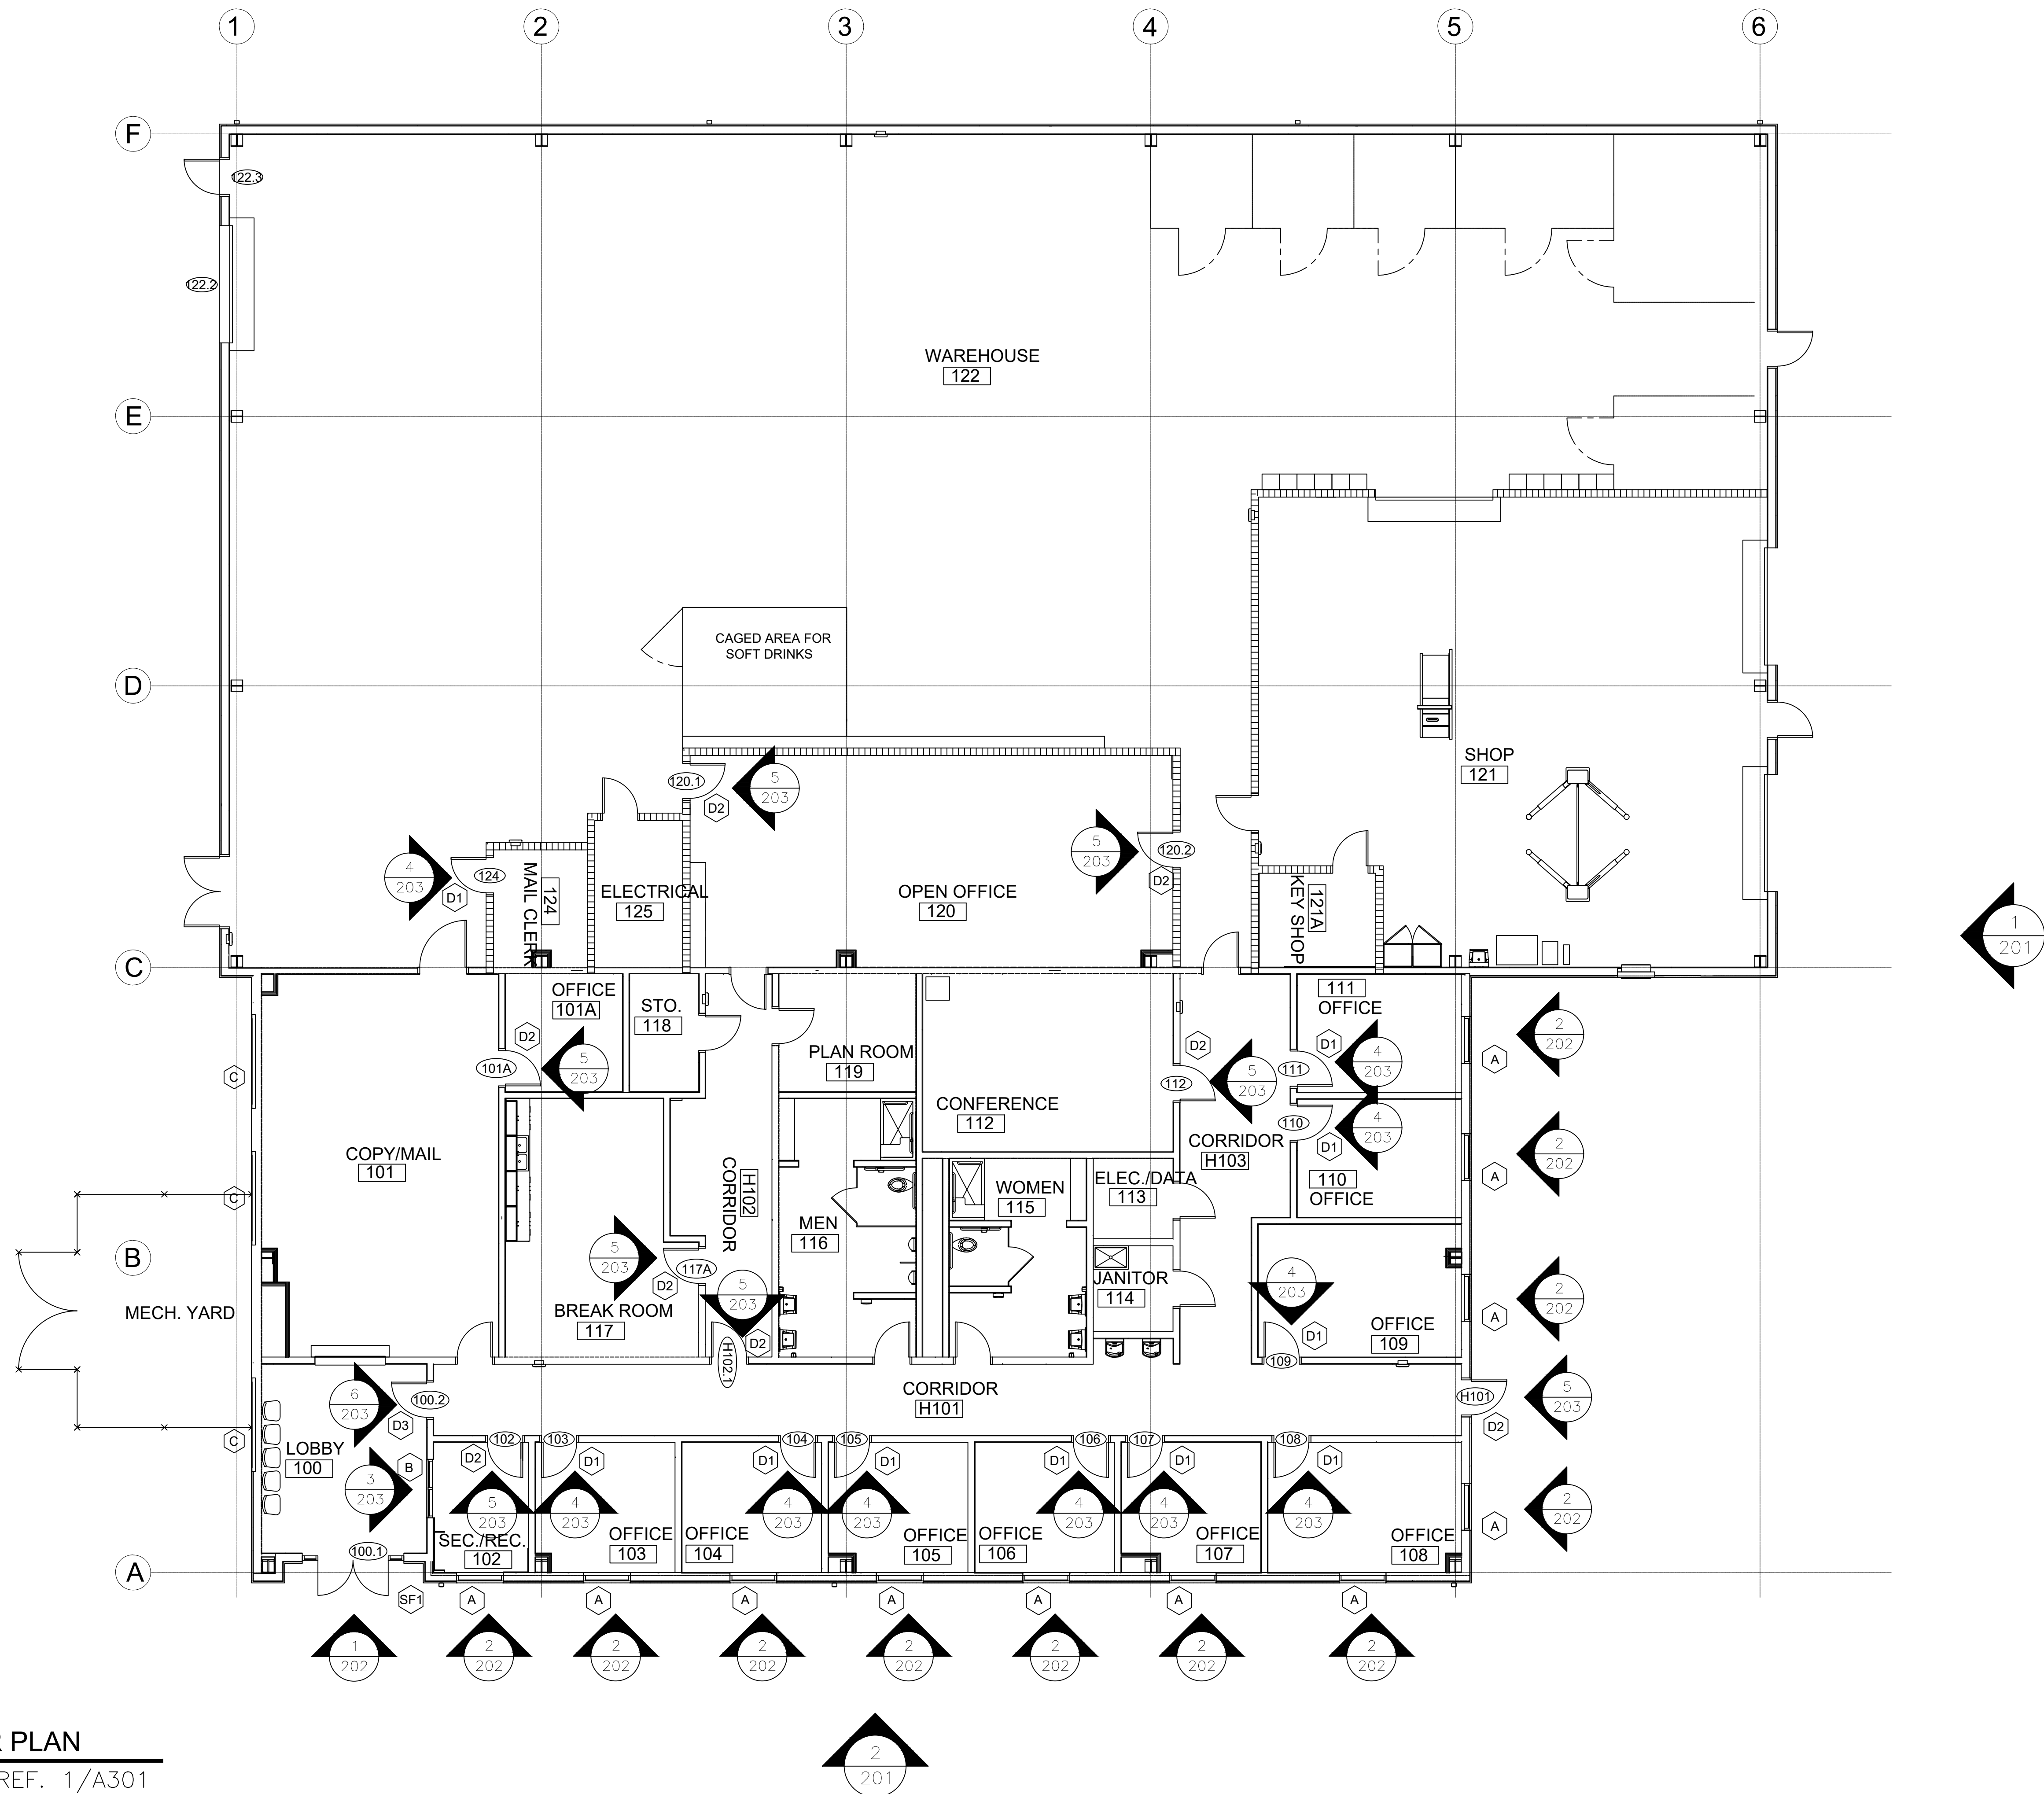 1 2 3 4 5 6
F
122.3
122.2
WAREHOUSE
122
E
CAGED AREA FOR
SOFT DRINKS
D
SHOP
121
120.1
5
203
D2
5
203
120.2
D2
4
203
D1
124
MAIL CLERK
124
ELECTRICAL
125
OPEN OFFICE
120
KEY SHOP
121A
1
201
C
OFFICE
101A
D2
101A
5
203
STO.
118
PLAN ROOM
119
CONFERENCE
112
D2
112
5
203
111
OFFICE
D1
111
4
203
A
2
202
C
110
4
203
D1
110
OFFICE
A
2
202
COPY/MAIL
101
C
CORRIDOR
H102
MEN
116
WOMEN
115
ELEC./DATA
113
CORRIDOR
H103
B
MECH. YARD
5
203
117A
D2
BREAK ROOM
117
5
203
D2
H102.1
JANITOR
114
4
203
D1
109
OFFICE
109
A
2
202
6
203
100.2
D3
CORRIDOR
H101
H101
D2
5
203
C
LOBBY
100
B
3
203
100.1
102
D2
5
203
SEC./REC.
102
103
D1
4
203
OFFICE
103
104
D1
4
203
OFFICE
104
105
D1
4
203
OFFICE
105
106
D1
4
203
OFFICE
106
107
D1
4
203
OFFICE
107
108
D1
4
203
OFFICE
108
A
2
202
A
SF1
A A A A A A A
1
202
2
202
2
202
2
202
2
202
2
202
2
202
2
202
2
201
R PLAN
REF. 1/A301